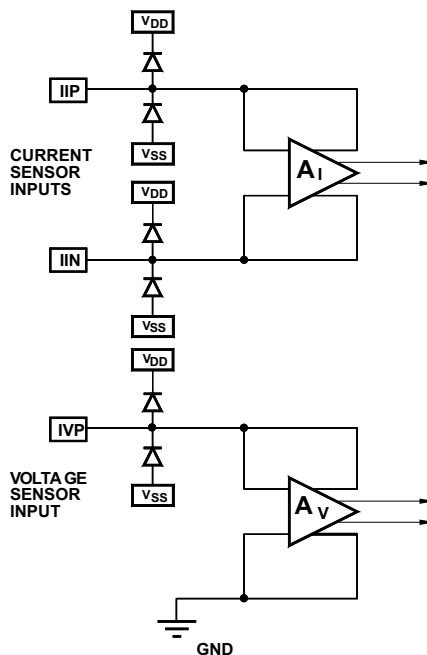 VDD
IIP
VSS
CURRENT
SENSOR
INPUTS
AI
VDD
IIN
VSS
VDD
IVP
VSS
VOLTAGE
SENSOR
INPUT
AV
GND